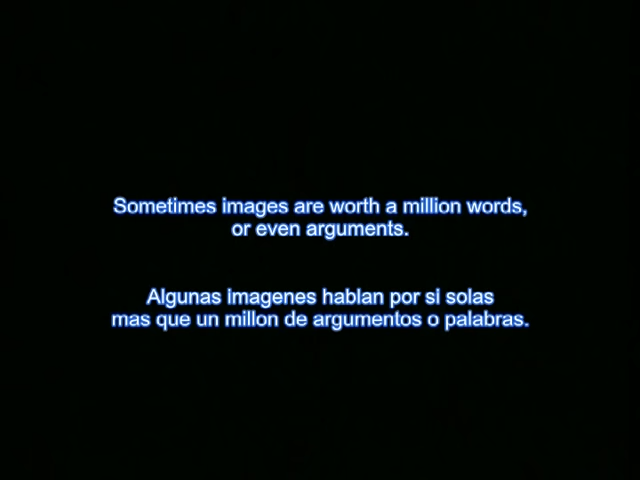 Sometimes images are worth a million words,
or even arguments.
Algunas imagenes hablan por si solas
mas que un millon de argumentos o palabras.